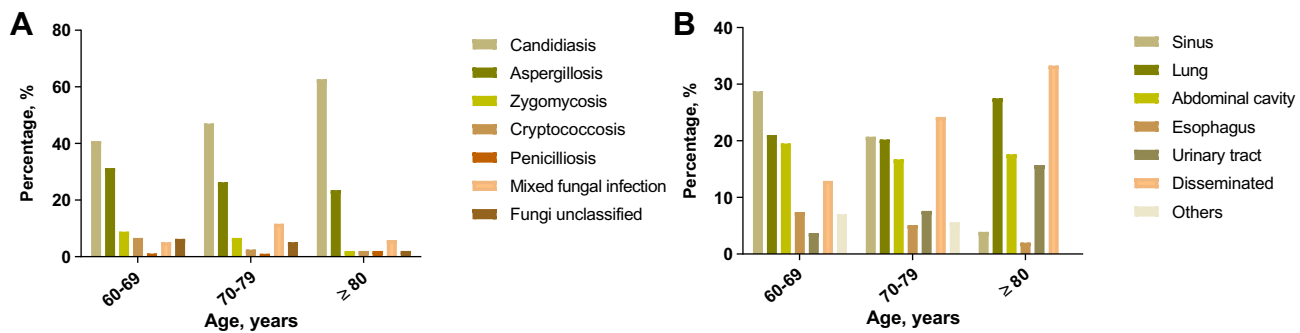 A
Percentage, %
80
60
40
20
0
60-69
70-79
≥ 80
Age, years
Candidiasis
Aspergillosis
Zygomycosis
Cryptococcosis
Penicilliosis
Mixed fungal infection
Fungi unclassified
B
Percentage, %
40
30
20
10
0
60-69
70-79
≥ 80
Age, years
Sinus
Lung
Abdominal cavity
Esophagus
Urinary tract
Disseminated
Others